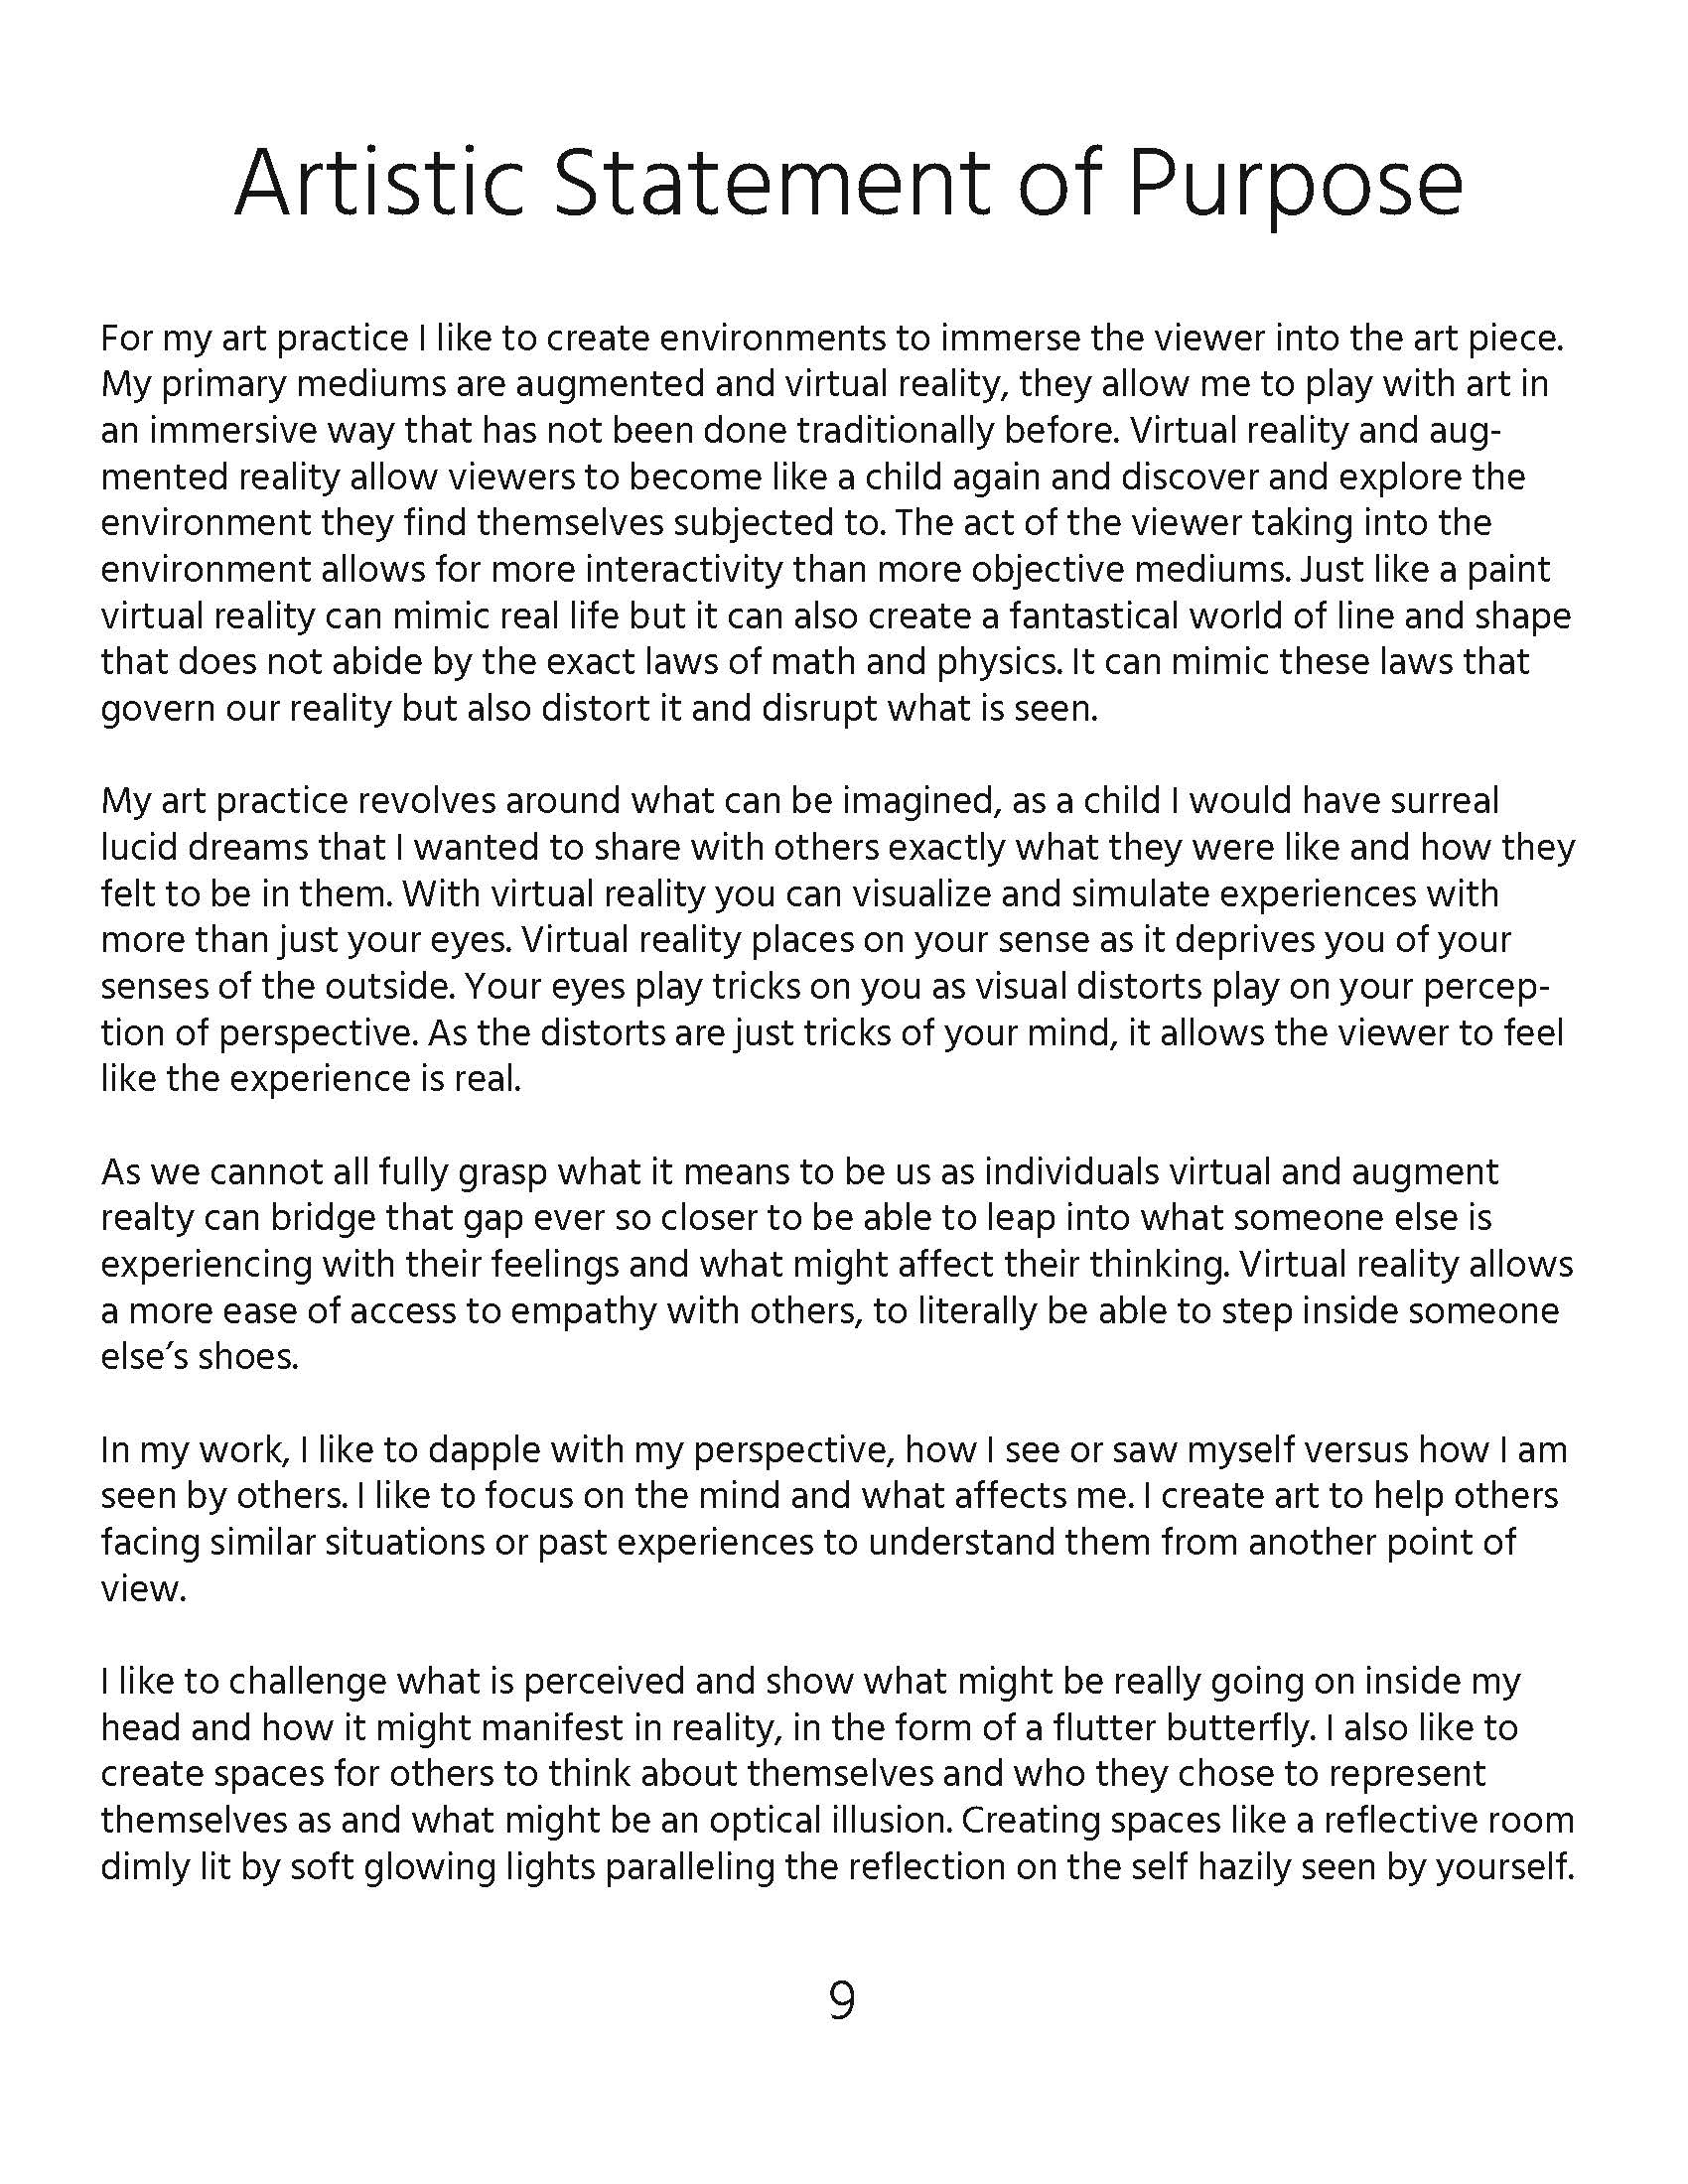 Artistic Statement of Purpose
For my art practice I like to create environments to immerse the viewer into the art piece.
My primary mediums are augmented and virtual reality, they allow me to play with art in
an immersive way that has not been done traditionally before. Virtual reality and aug-
mented reality allow viewers to become like a child again and discover and explore the
environment they find themselves subjected to. The act of the viewer taking into the
environment allows for more interactivity than more objective mediums. Just like a paint
virtual reality can mimic real life but it can also create a fantastical world of line and shape
that does not abide by the exact laws of math and physics. It can mimic these laws that
govern our reality but also distort it and disrupt what is seen.
My art practice revolves around what can be imagined, as a child I would have surreal
lucid dreams that I wanted to share with others exactly what they were like and how they
felt to be in them. With virtual reality you can visualize and simulate experiences with
more than just your eyes. Virtual reality places on your sense as it deprives you of your
senses of the outside. Your eyes play tricks on you as visual distorts play on your percep-
tion of perspective. As the distorts are just tricks of your mind, it allows the viewer to feel
like the experience is real.
As we cannot all fully grasp what it means to be us as individuals virtual and augment
realty can bridge that gap ever so closer to be able to leap into what someone else is
experiencing with their feelings and what might affect their thinking. Virtual reality allows
a more ease of access to empathy with others, to literally be able to step inside someone
else´s shoes.
In my work, I like to dapple with my perspective, how I see or saw myself versus how I am
seen by others. I like to focus on the mind and what affects me. I create art to help others
facing similar situations or past experiences to understand them from another point of
view.
I like to challenge what is perceived and show what might be really going on inside my
head and how it might manifest in reality, in the form of a flutter butterfly. I also like to
create spaces for others to think about themselves and who they chose to represent
themselves as and what might be an optical illusion. Creating spaces like a reflective room
dimly lit by soft glowing lights paralleling the reflection on the self hazily seen by yourself.
9